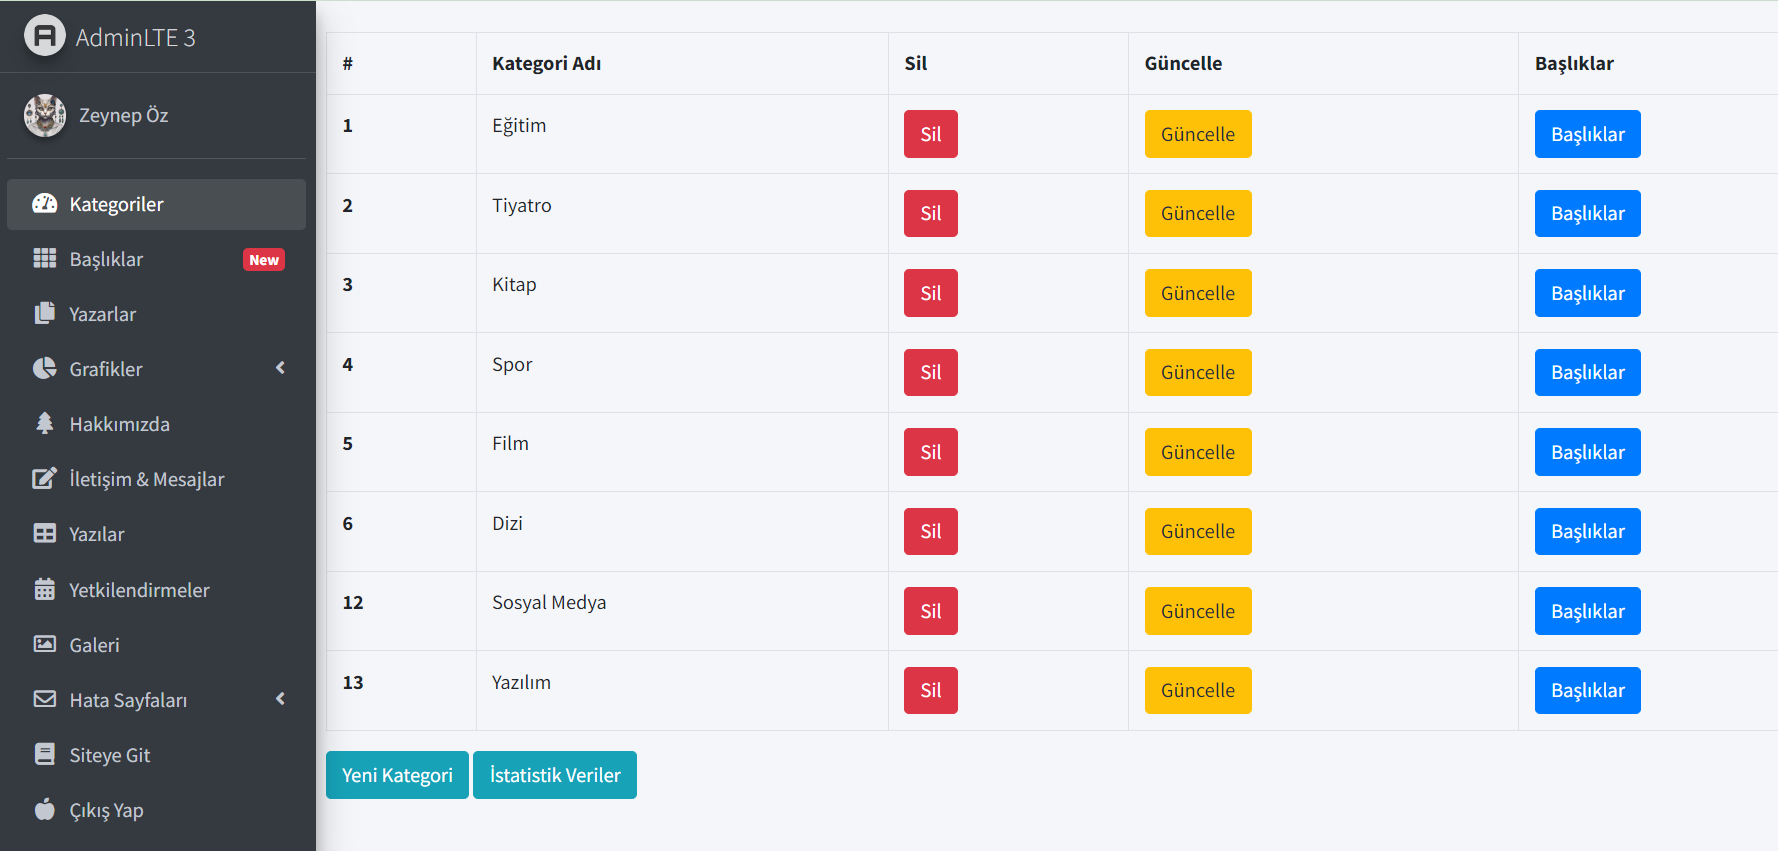 AdminLTE 3
Zeynep Öz
Kategoriler
Başlıklar New
Yazarlar
Grafikler
Hakkımızda
İletişim & Mesajlar
Yazılar
Yetkilendirmeler
Galeri
Hata Sayfaları
Siteye Git
Çıkış Yap
# Kategori Adı Sil Güncelle Başlıklar
1 Eğitim Sil Güncelle Başlıklar
2 Tiyatro Sil Güncelle Başlıklar
3 Kitap Sil Güncelle Başlıklar
4 Spor Sil Güncelle Başlıklar
5 Film Sil Güncelle Başlıklar
6 Dizi Sil Güncelle Başlıklar
12 Sosyal Medya Sil Güncelle Başlıklar
13 Yazılım Sil Güncelle Başlıklar
Yeni Kategori İstatistik Veriler